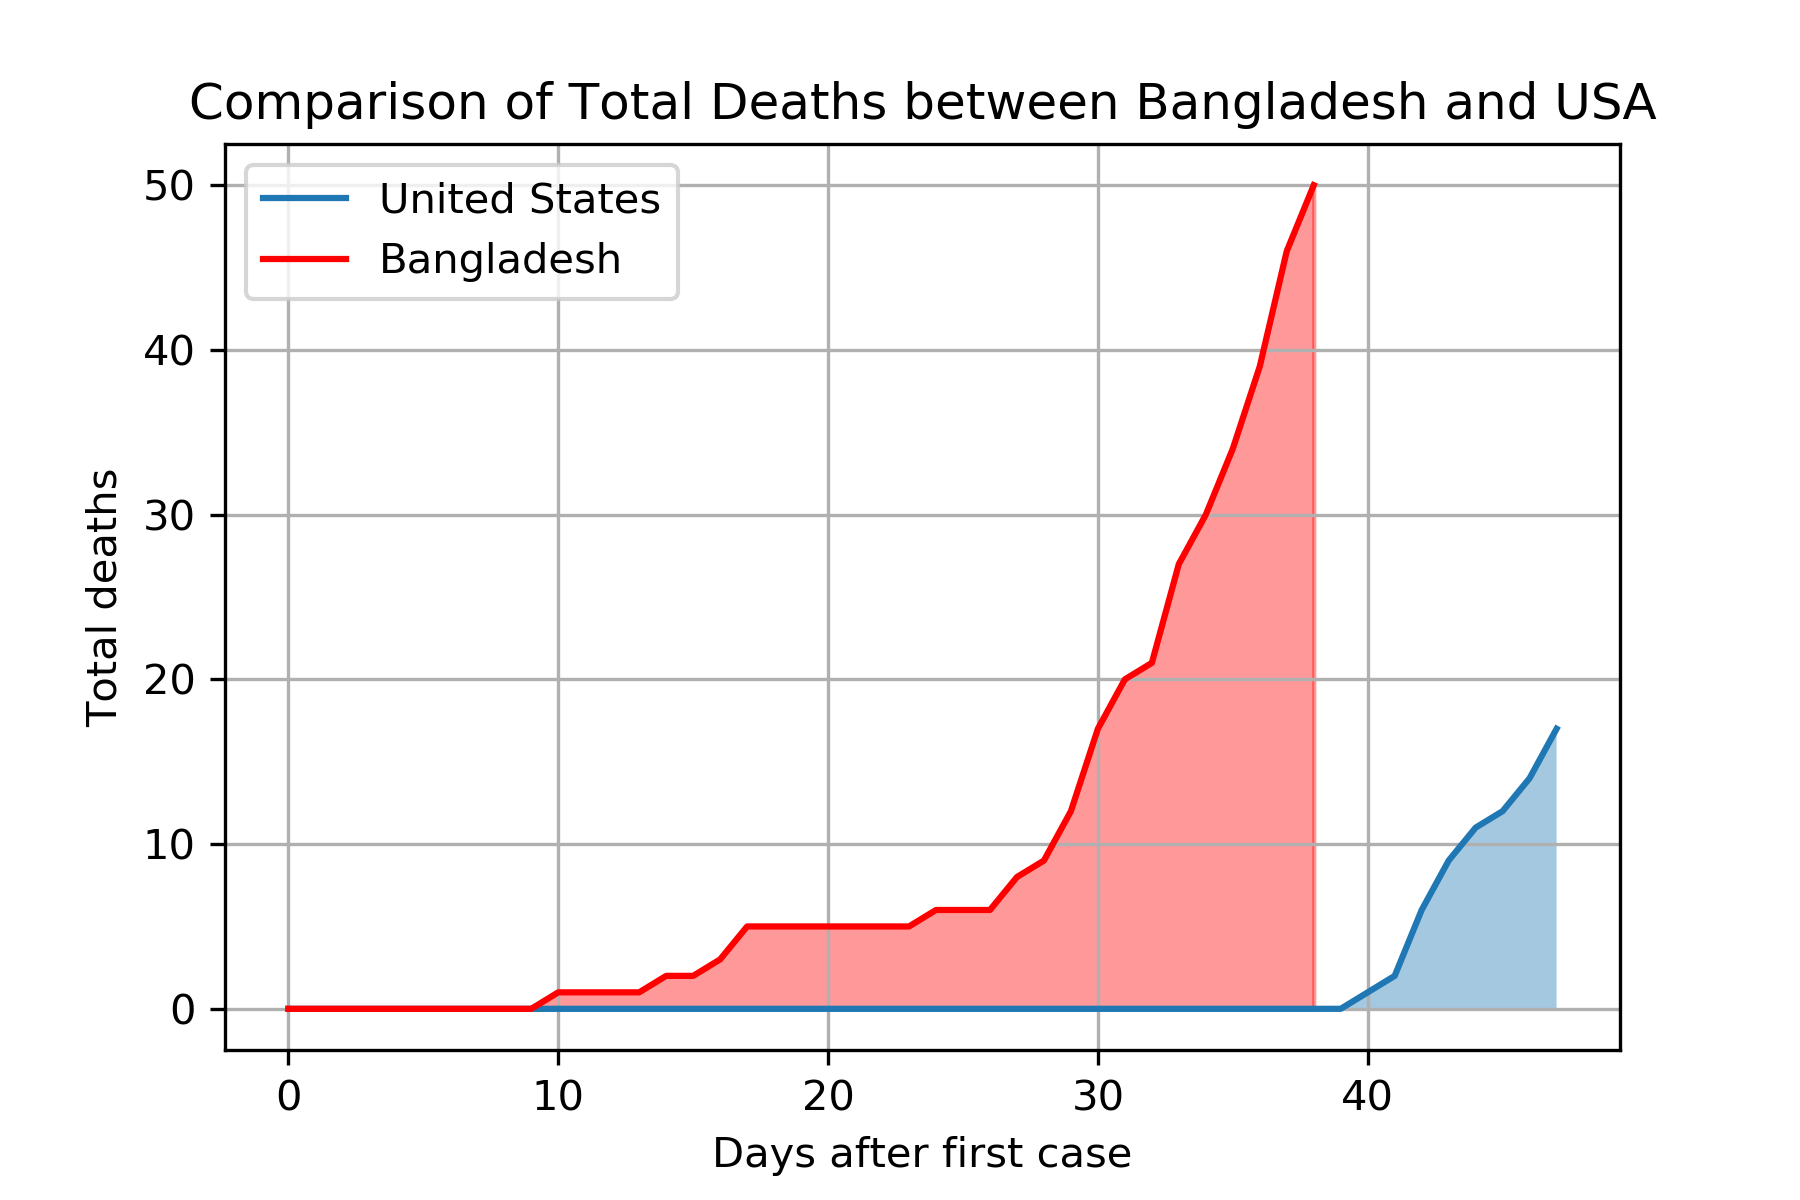 Comparison of Total Deaths between Bangladesh and USA
United States
Bangladesh
50
40
30
20
10
0
Total deaths
0 10 20 30 40
Days after first case